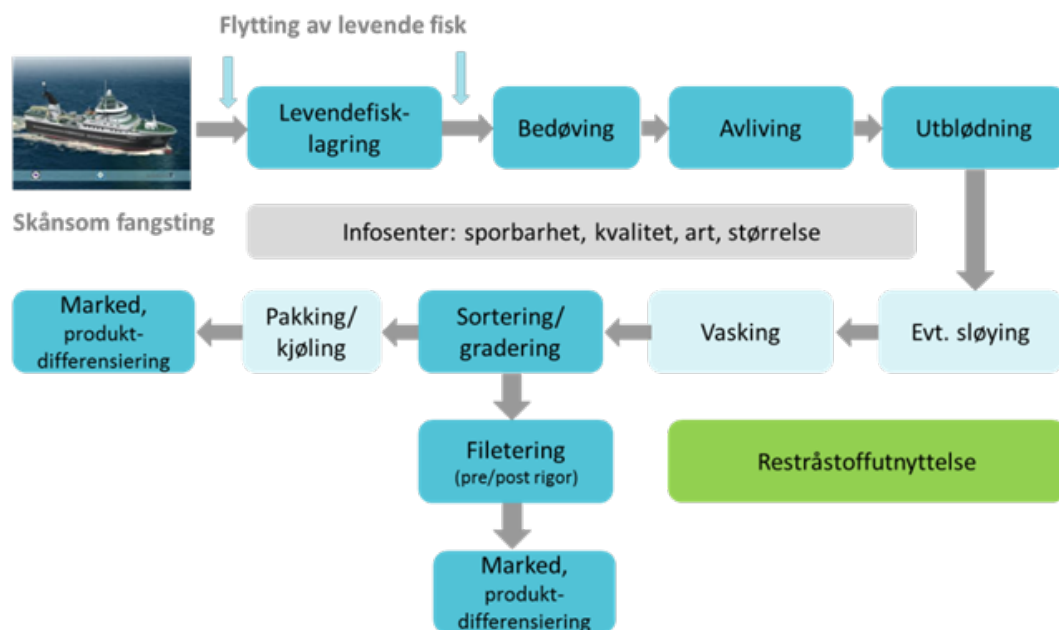 Flytting av levende fisk
Levendefisk-
lagring
Bedøving
Avliving
Utblødning
Skånsom fangsting
Infosenter: sporbarhet, kvalitet, art, størrelse
Marked,
produkt-
differensiering
Pakking/
kjøling
Sortering/
gradering
Vasking
Evt. sløying
Filetering
(pre/post rigor)
Restråstoffutnyttelse
Marked,
produkt-
differensiering